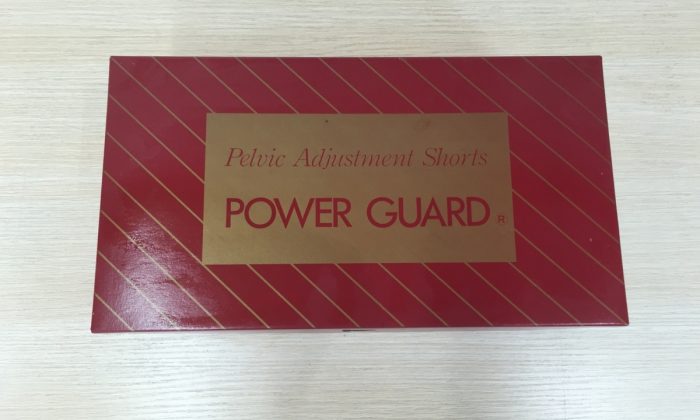 Pelvic Adjustment Shorts
POWER GUARD ®